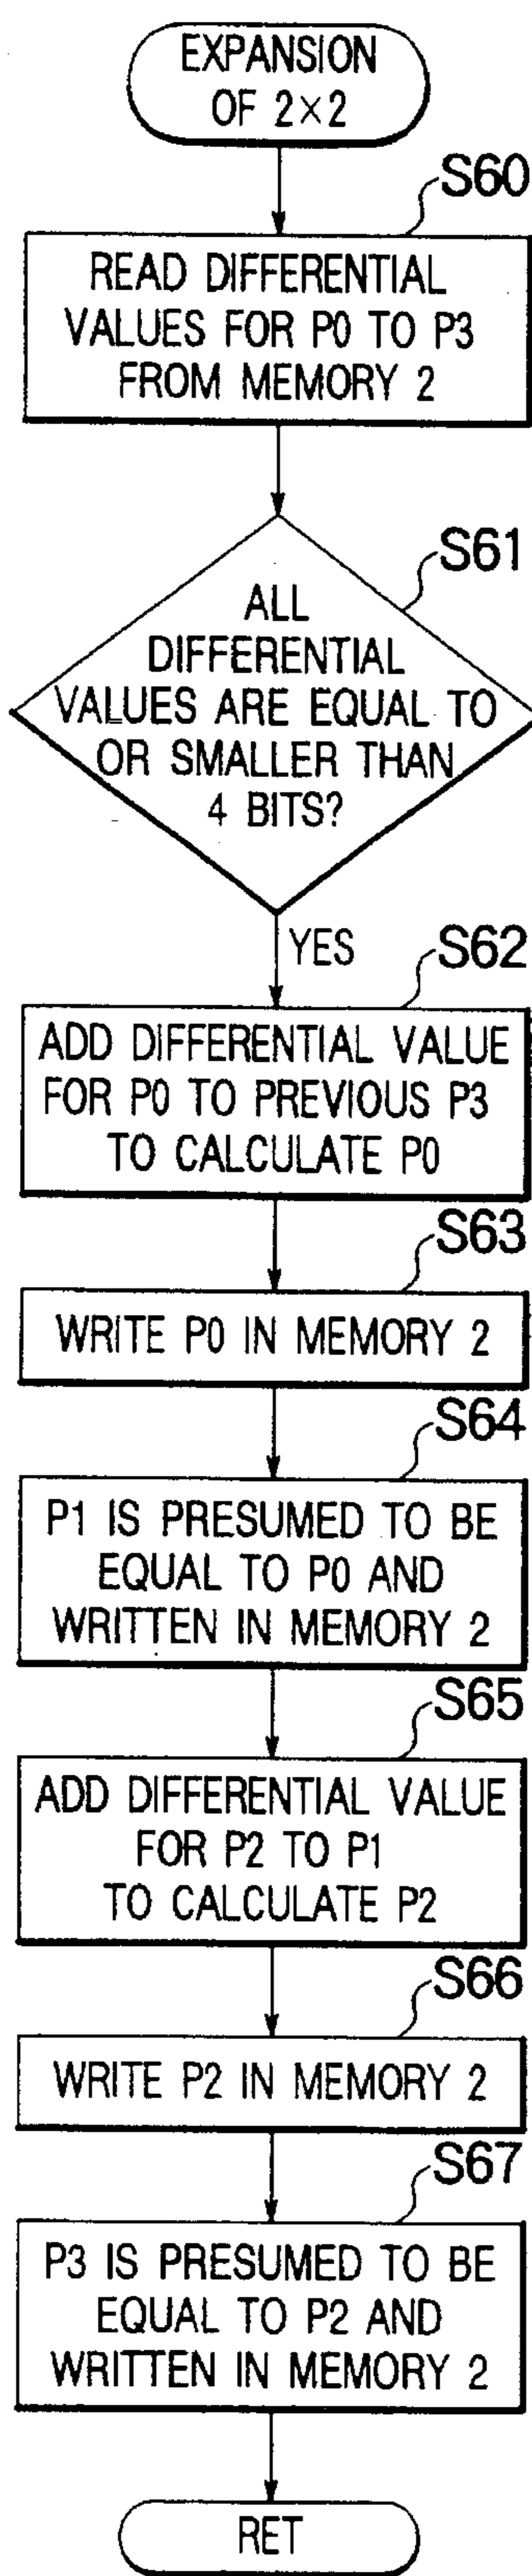 EXPANSION
OF 2×2
S60
READ DIFFERENTIAL
VALUES FOR P0 TO P3
FROM MEMORY 2
S61
ALL
DIFFERENTIAL
VALUES ARE EQUAL TO
OR SMALLER THAN
4 BITS?
YES
S62
ADD DIFFERENTIAL VALUE
FOR P0 TO PREVIOUS P3
TO CALCULATE P0
S63
WRITE P0 IN MEMORY 2
S64
P1 IS PRESUMED TO BE
EQUAL TO P0 AND
WRITTEN IN MEMORY 2
S65
ADD DIFFERENTIAL VALUE
FOR P2 TO P1
TO CALCULATE P2
S66
WRITE P2 IN MEMORY 2
S67
P3 IS PRESUMED TO BE
EQUAL TO P2 AND
WRITTEN IN MEMORY 2
RET